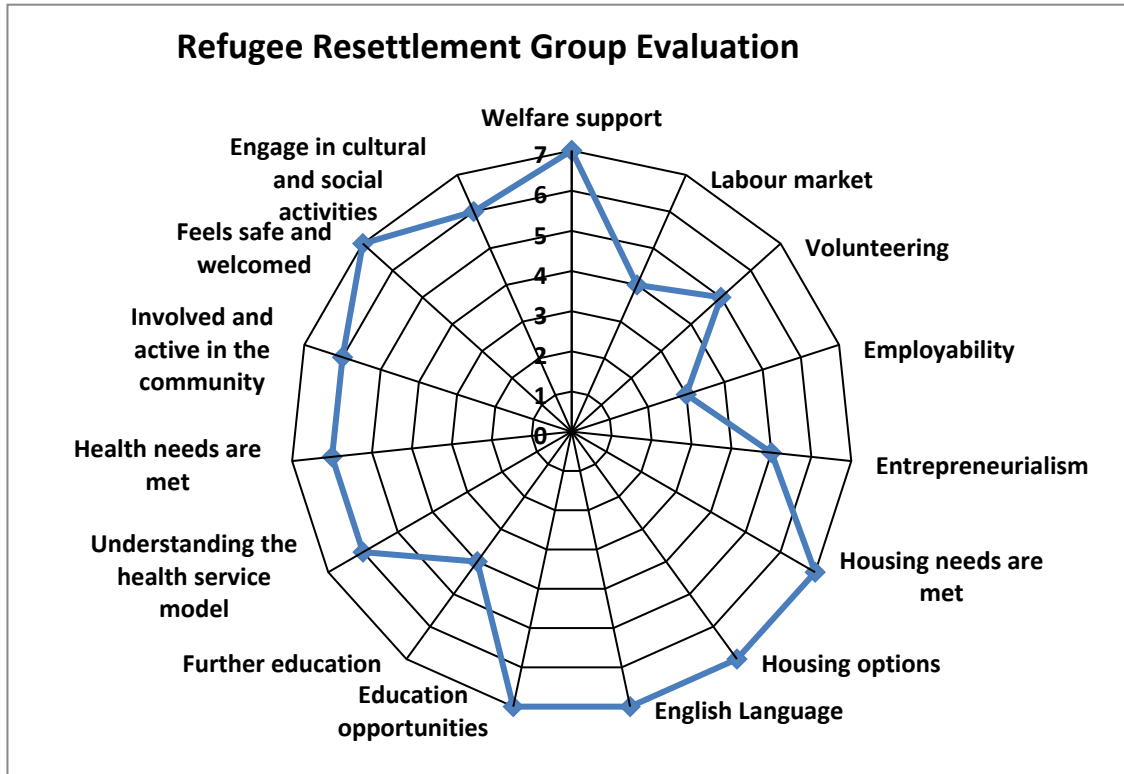 Refugee Resettlement Group Evaluation
Welfare support
Labour market
Volunteering
Employability
Entrepreneurialism
Housing needs are
met
Housing options
English Language
Education
opportunities
Further education
Understanding the
health service
model
Health needs are
met
Involved and
active in the
community
Feels safe and
welcomed
Engage in cultural
and social
activities
7
6
5
4
3
2
1
0